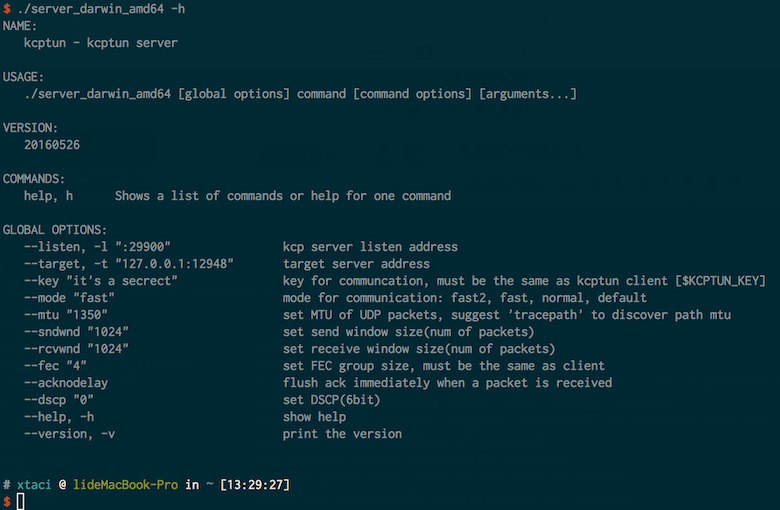 $ ./server_darwin_amd64 -h
NAME:
kcptun - kcptun server
USAGE:
./server_darwin_amd64 [global options] command [command options] [arguments...]
VERSION:
20160526
COMMANDS:
help, h Shows a list of commands or help for one command
GLOBAL OPTIONS:
--listen, -l ":29900" kcp server listen address
--target, -t "127.0.0.1:12948" target server address
--key "it's a secrect" key for communcation, must be the same as kcptun client [$KCPTUN_KEY]
--mode "fast" mode for communication: fast2, fast, normal, default
--mtu "1350" set MTU of UDP packets, suggest 'tracepath' to discover path mtu
--sndwnd "1024" set send window size(num of packets)
--rcvwnd "1024" set receive window size(num of packets)
--fec "4" set FEC group size, must be the same as client
--acknodelay flush ack immediately when a packet is received
--dscp "0" set DSCP(6bit)
--help, -h show help
--version, -v print the version
# xtaci @ lideMacBook-Pro in ~ [13:29:27]
$